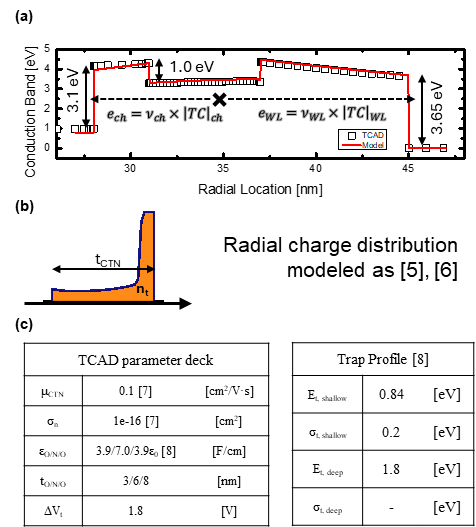 (a)
Conduction Band [eV]
5
4
3
2
1
0
3.1 eV
1.0 eV
3.65 eV
e_ch = ν_ch × |TC|_ch
e_WL = ν_WL × |TC|_WL
TCAD
Model
30
35
40
45
Radial Location [nm]
(b)
t_CTN
n_t
Radial charge distribution
modeled as [5], [6]
(c)
TCAD parameter deck
μ_CTN 0.1 [7] [cm²/V·s]
σ_n 1e-16 [7] [cm²]
ε_O/N/O 3.9/7.0/3.9ε₀ [8] [F/cm]
t_O/N/O 3/6/8 [nm]
ΔV_t 1.8 [V]
Trap Profile [8]
E_t, shallow 0.84 [eV]
σ_t, shallow 0.2 [eV]
E_t, deep 1.8 [eV]
σ_t, deep - [eV]